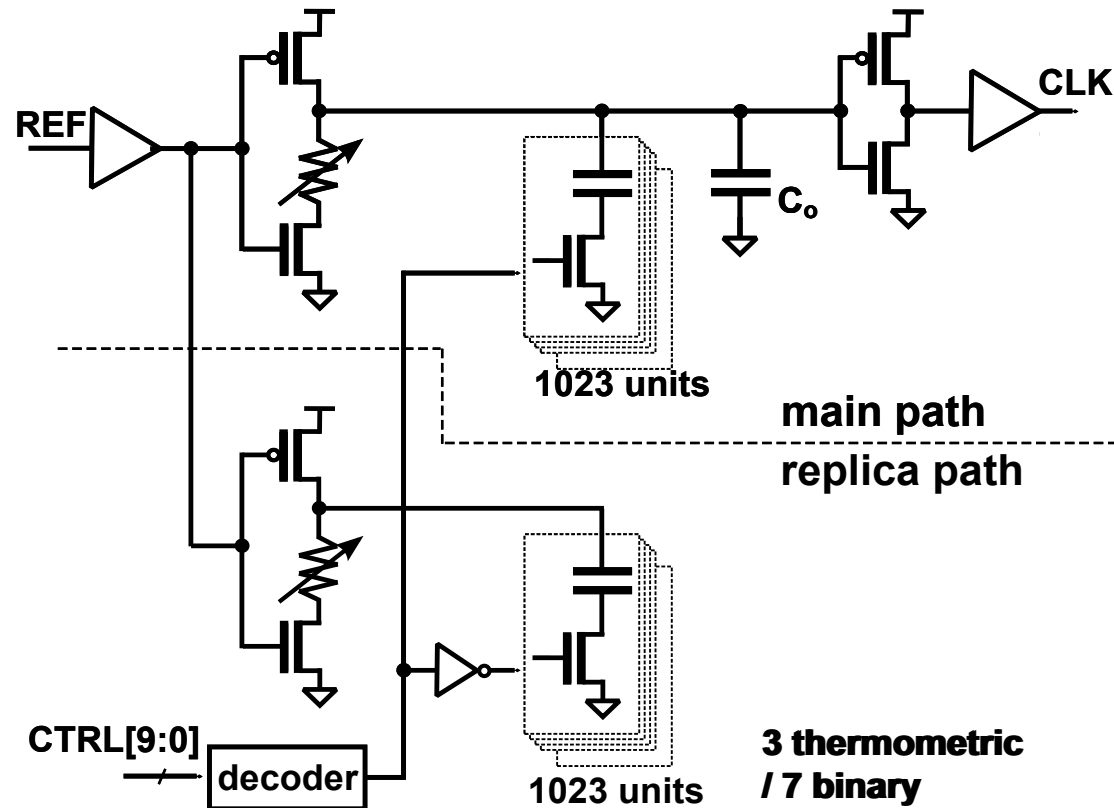 REF
CLK
Co
1023 units
main path
replica path
CTRL[9:0]
decoder
1023 units
3 thermometric
/ 7 binary